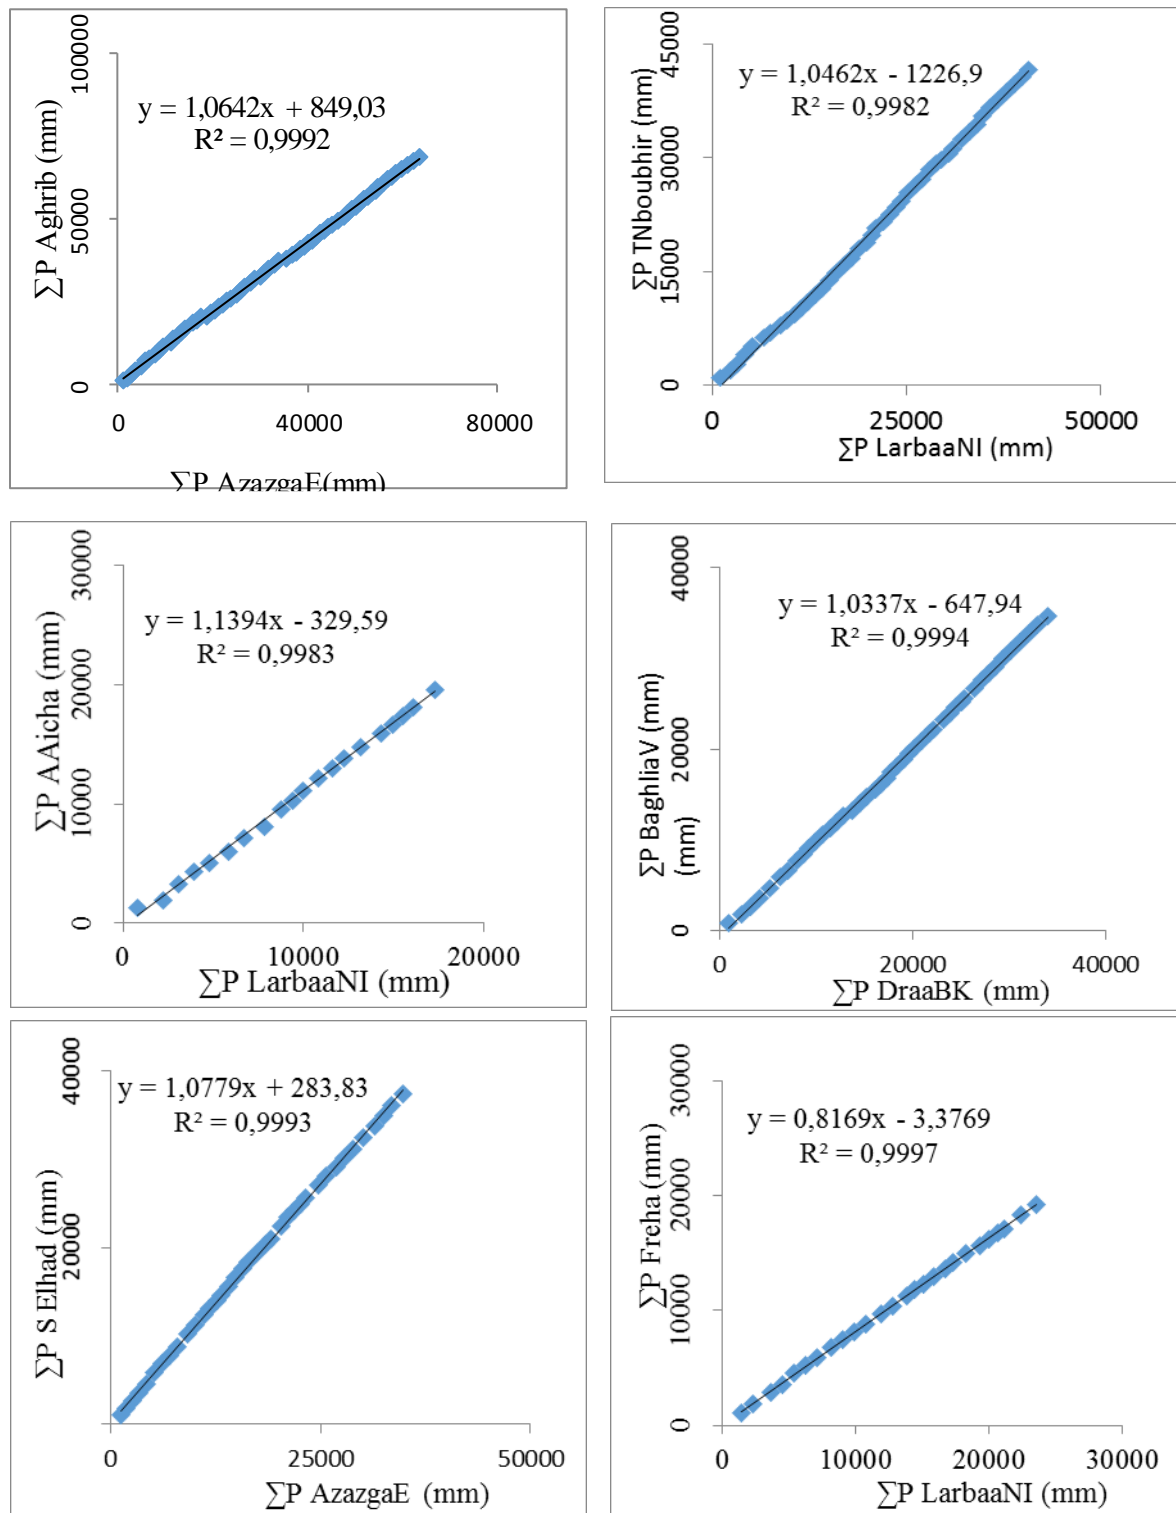 ∑P Aghrib (mm)
100000
50000
0
y = 1,0642x + 849,03
R² = 0,9992
0
40000
80000
∑P AzazgaE(mm)
∑P TNboubhir (mm)
45000
30000
15000
0
y = 1,0462x - 1226,9
R² = 0,9982
0
25000
50000
∑P LarbaaNI (mm)
∑P AAicha (mm)
30000
20000
10000
0
y = 1,1394x - 329,59
R² = 0,9983
0
10000
20000
∑P LarbaaNI (mm)
∑P BaghliaV (mm)
(mm)
40000
20000
0
y = 1,0337x - 647,94
R² = 0,9994
0
20000
40000
∑P DraaBK (mm)
∑P S Elhad (mm)
40000
20000
y = 1,0779x + 283,83
R² = 0,9993
0
25000
50000
∑P AzazgaE (mm)
∑P Freha (mm)
30000
20000
10000
0
y = 0,8169x - 3,3769
R² = 0,9997
0
10000
20000
30000
∑P LarbaaNI (mm)